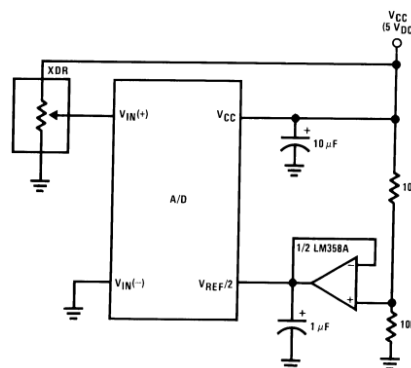 VCC
(5 VDC)
XDR
VIN(+)
VCC
+
10 µF
A/D
1/2 LM358A
−
+
VIN(−)
VREF/2
+
1 µF